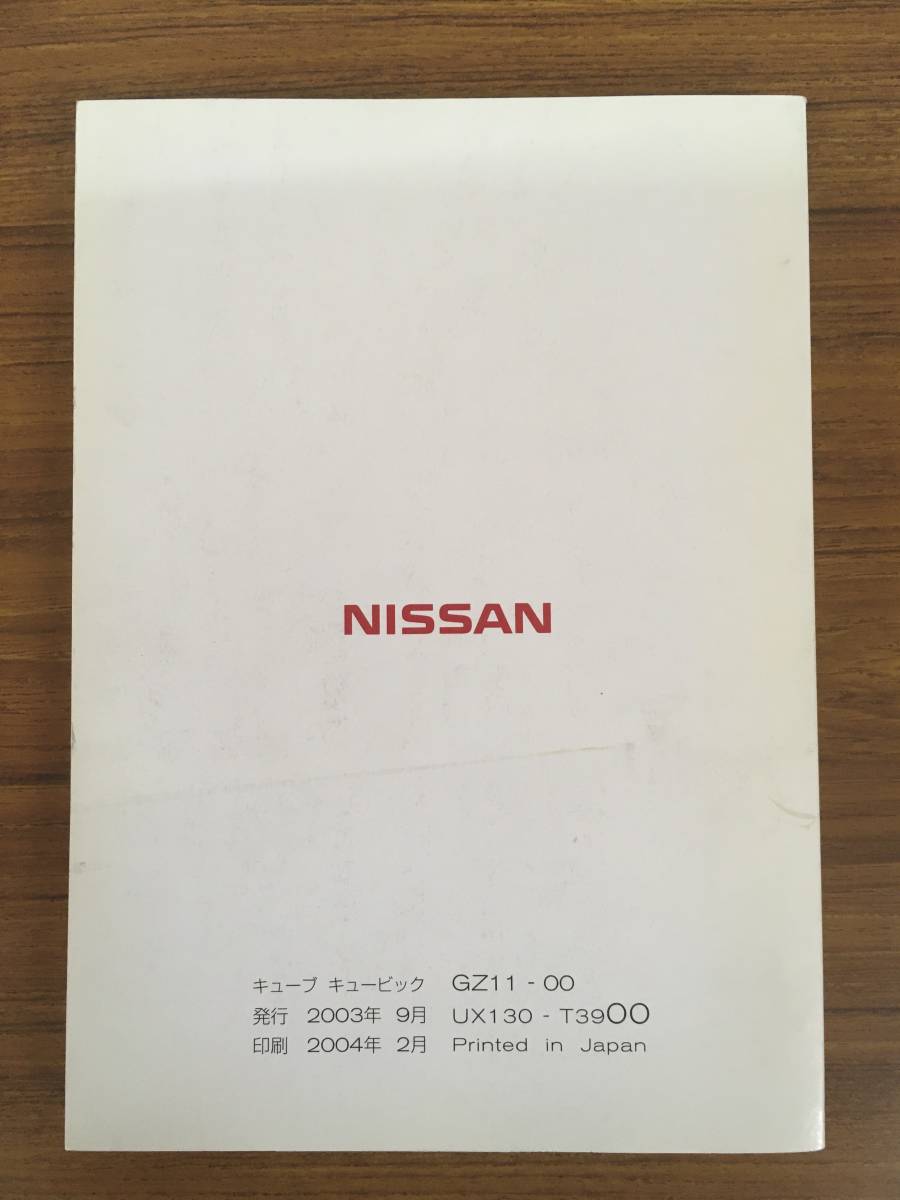 NISSAN
キューブ キュービック GZ11 - 00
発行 2003年 9月 UX130 - T3900
印刷 2004年 2月 Printed in Japan